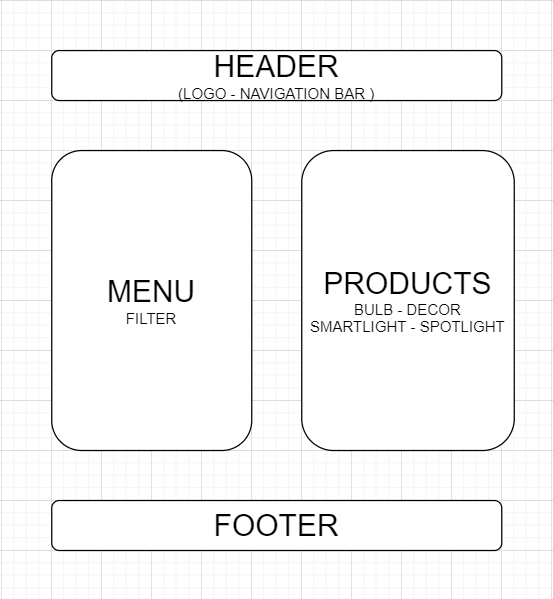 HEADER
(LOGO - NAVIGATION BAR )
MENU
FILTER
PRODUCTS
BULB - DECOR
SMARTLIGHT - SPOTLIGHT
FOOTER